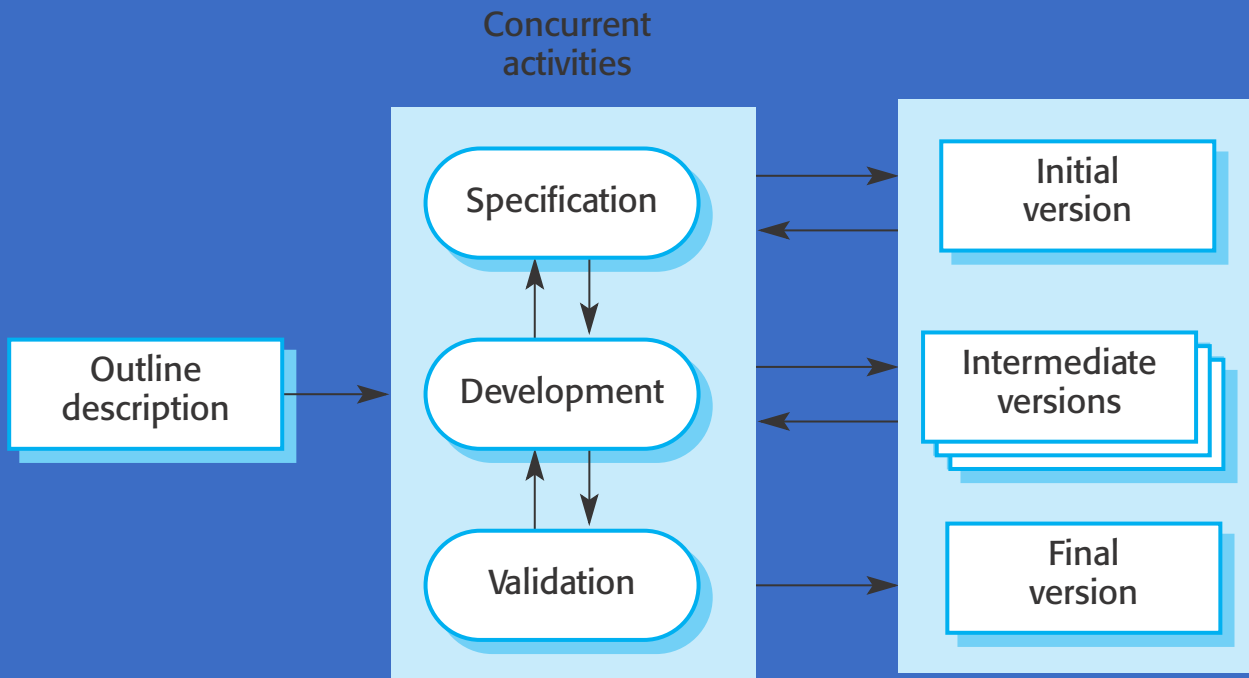 Concurrent
activities
Specification
Initial
version
Outline
description
Development
Intermediate
versions
Validation
Final
version